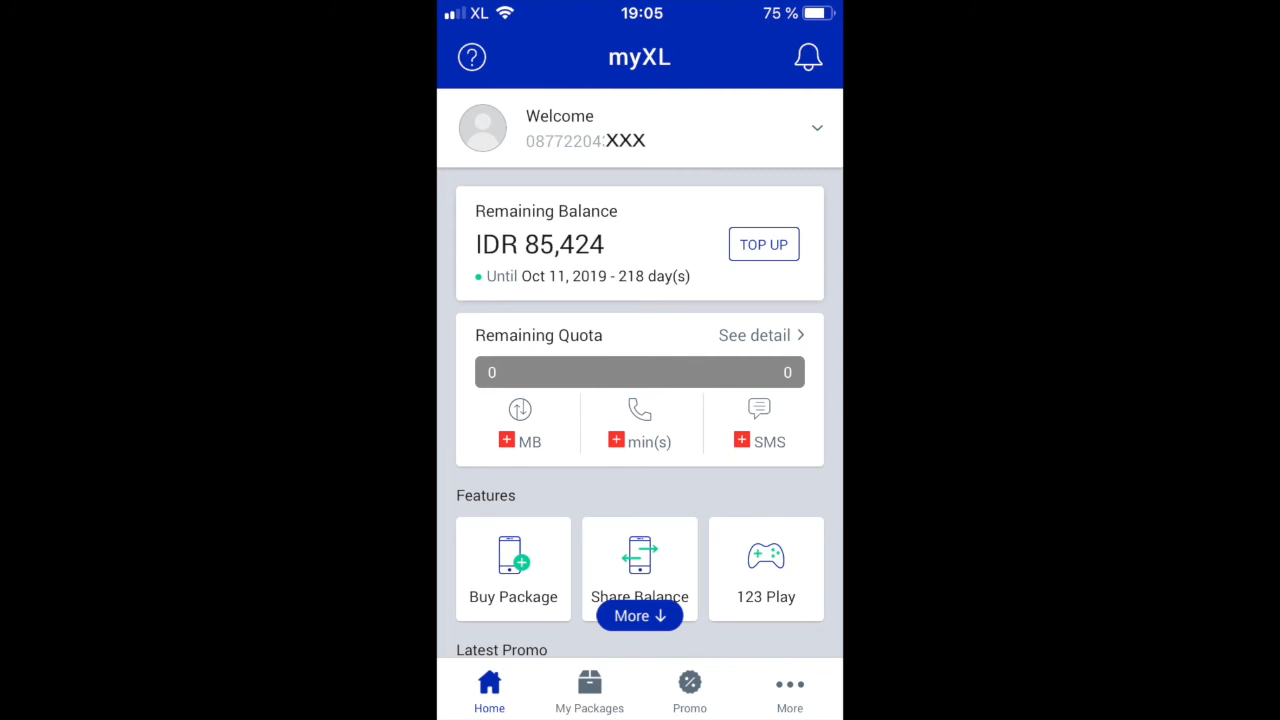 XL 19:05 75 %
myXL
Welcome
08772204XXX
Remaining Balance
IDR 85,424
TOP UP
Until Oct 11, 2019 - 218 day(s)
Remaining Quota See detail
0 0
MB min(s) SMS
Features
Buy Package Share Balance 123 Play
More ↓
Latest Promo
Home My Packages Promo More